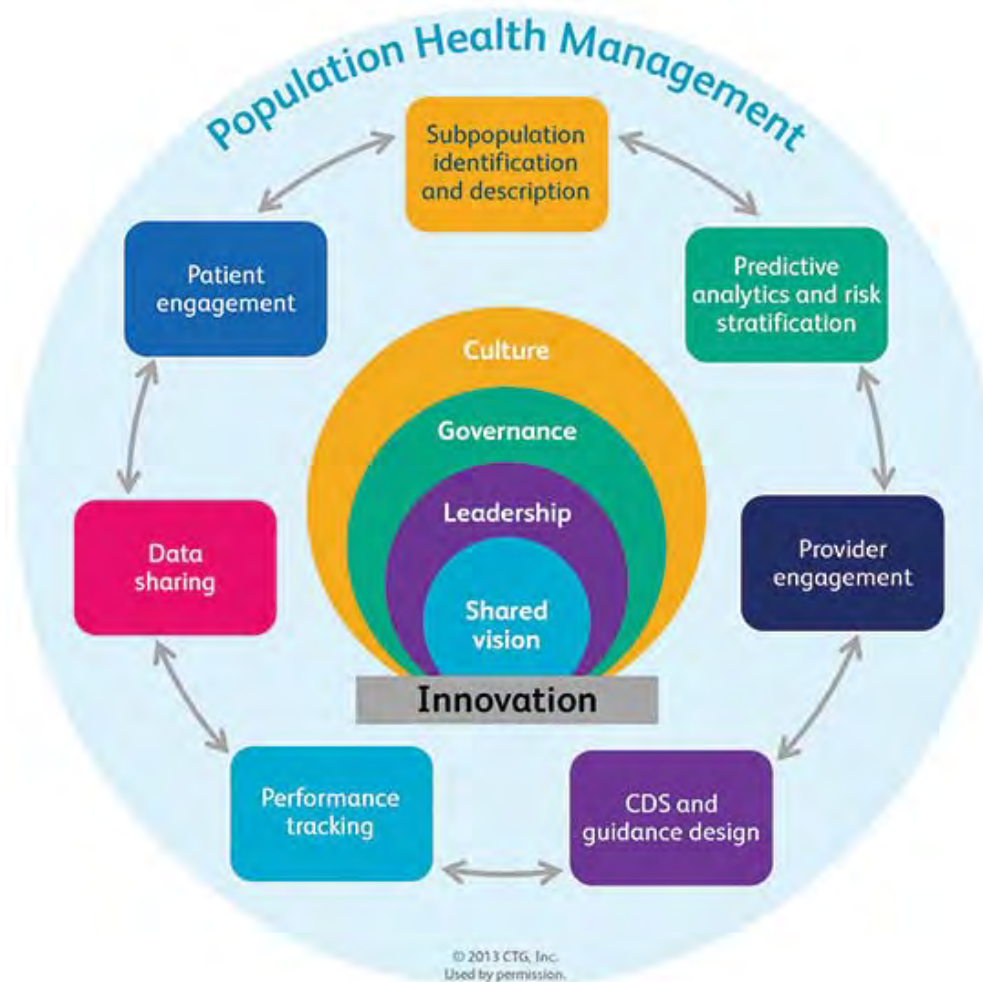 Population Health Management
Subpopulation
identification
and description
Patient
engagement
Predictive
analytics and risk
stratification
Culture
Governance
Leadership
Shared
vision
Innovation
Data
sharing
Provider
engagement
Performance
tracking
CDS and
guidance design
© 2013 CTG, Inc.
Used by permission.